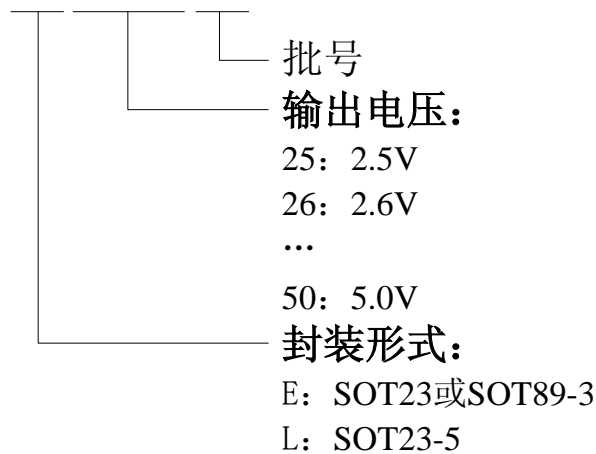 批号
输出电压：
25：2.5V
26：2.6V
…
50：5.0V
封装形式：
E：SOT23或SOT89-3
L：SOT23-5